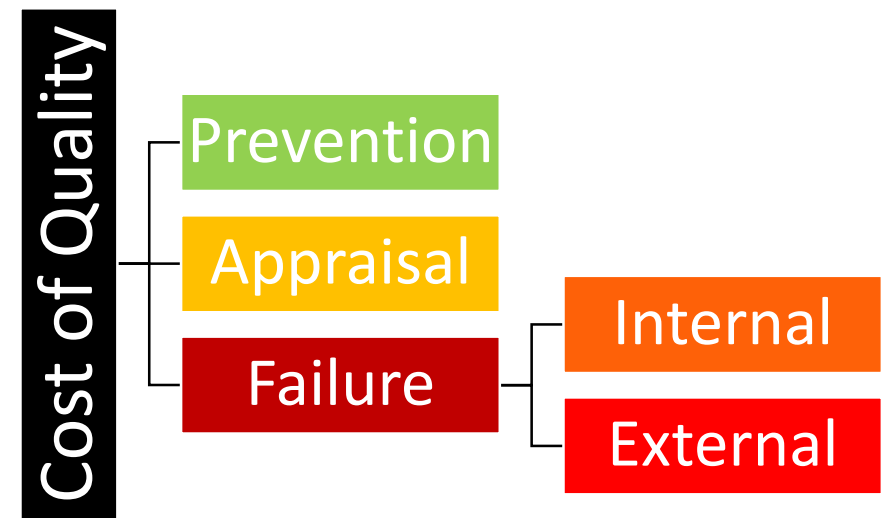 Cost of Quality
Prevention
Appraisal
Failure
Internal
External